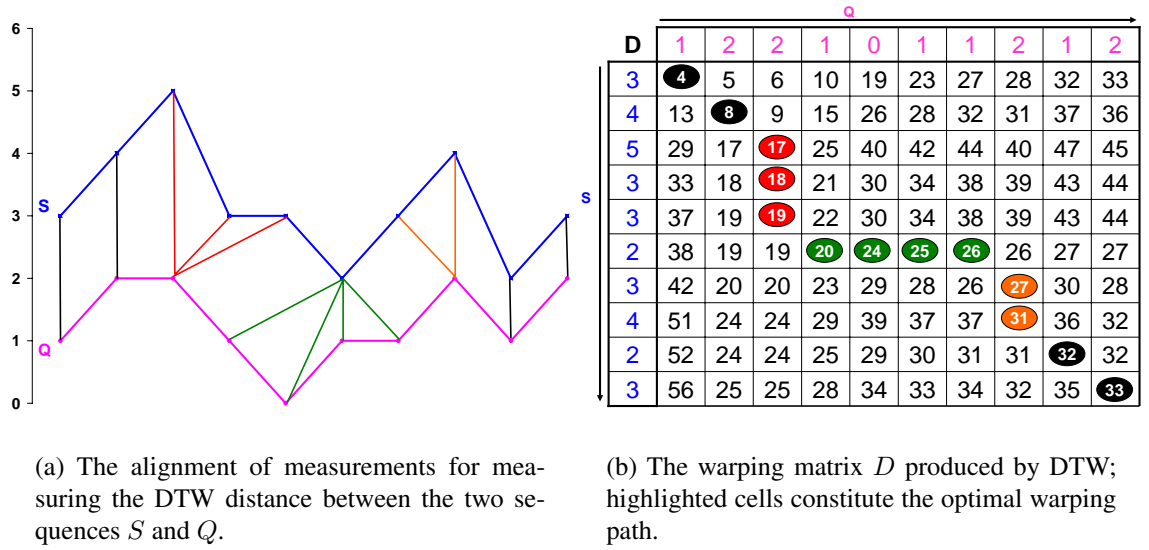 6
5
4
3
2
1
0
S
Q
Q
S
D 1 2 2 1 0 1 1 2 1 2
3 4 5 6 10 19 23 27 28 32 33
4 13 8 9 15 26 28 32 31 37 36
5 29 17 17 25 40 42 44 40 47 45
3 33 18 18 21 30 34 38 39 43 44
3 37 19 19 22 30 34 38 39 43 44
2 38 19 19 20 24 25 26 26 27 27
3 42 20 20 23 29 28 26 27 30 28
4 51 24 24 29 39 37 37 31 36 32
2 52 24 24 25 29 30 31 31 32 32
3 56 25 25 28 34 33 34 32 35 33
(a) The alignment of measurements for mea-
suring the DTW distance between the two se-
quences S and Q.
(b) The warping matrix D produced by DTW;
highlighted cells constitute the optimal warping
path.